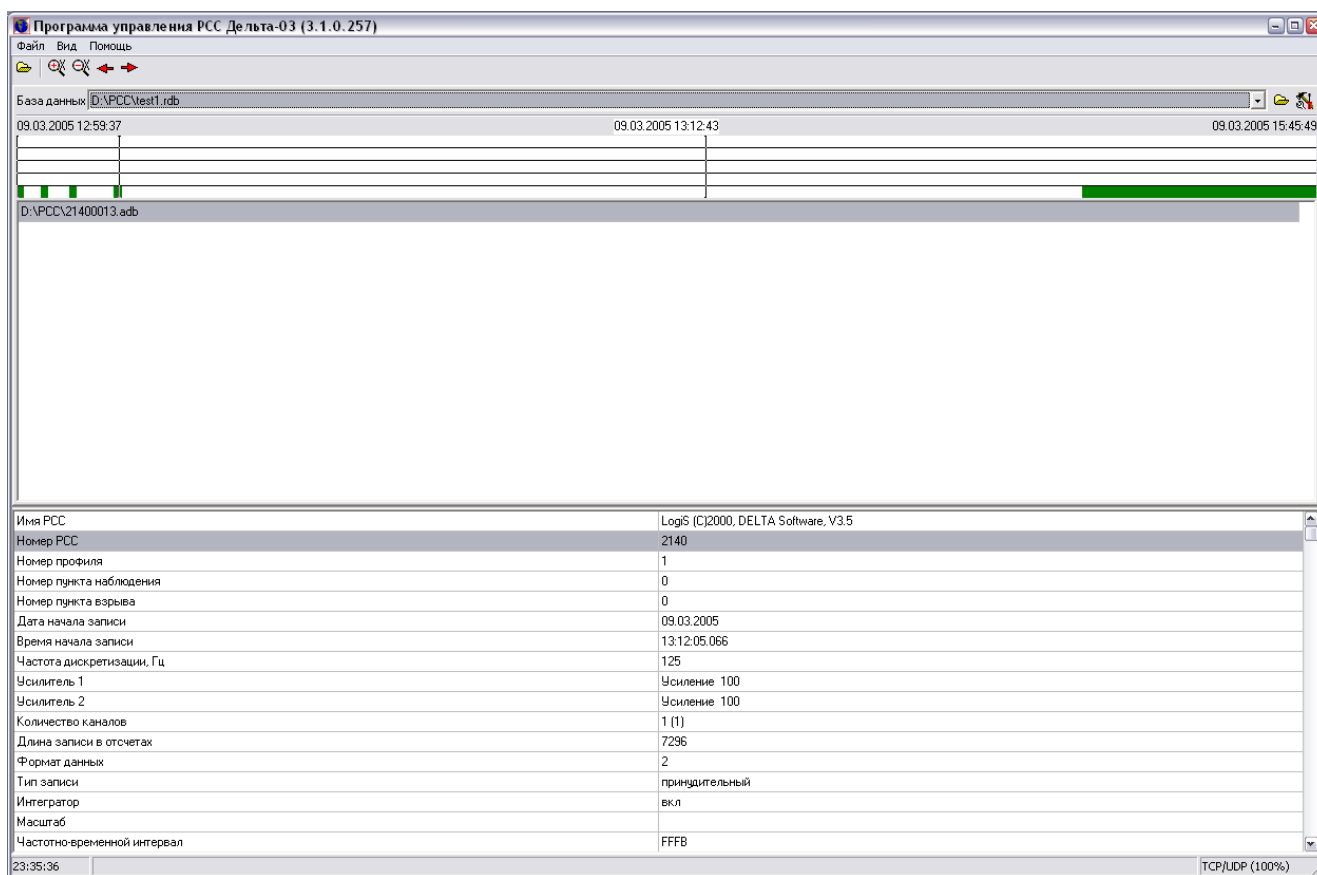 Программа управления РСС Дельта-03 (3.1.0.257)
Файл Вид Помощь
База данных D:\PCC\test1.rdb
09.03.2005 12:59:37 09.03.2005 13:12:43 09.03.2005 15:45:49
D:\PCC\21400013.adb
Имя РСС LogiS (C)2000, DELTA Software, V3.5
Номер РСС 2140
Номер профиля 1
Номер пункта наблюдения 0
Номер пункта взрыва 0
Дата начала записи 09.03.2005
Время начала записи 13:12:05.066
Частота дискретизации, Гц 125
Усилитель 1 Усиление 100
Усилитель 2 Усиление 100
Количество каналов 1 (1)
Длина записи в отсчетах 7296
Формат данных 2
Тип записи принудительный
Интегратор вкл
Масштаб
Частотно-временной интервал FFFB
23:35:36 TCP/UDP (100%)